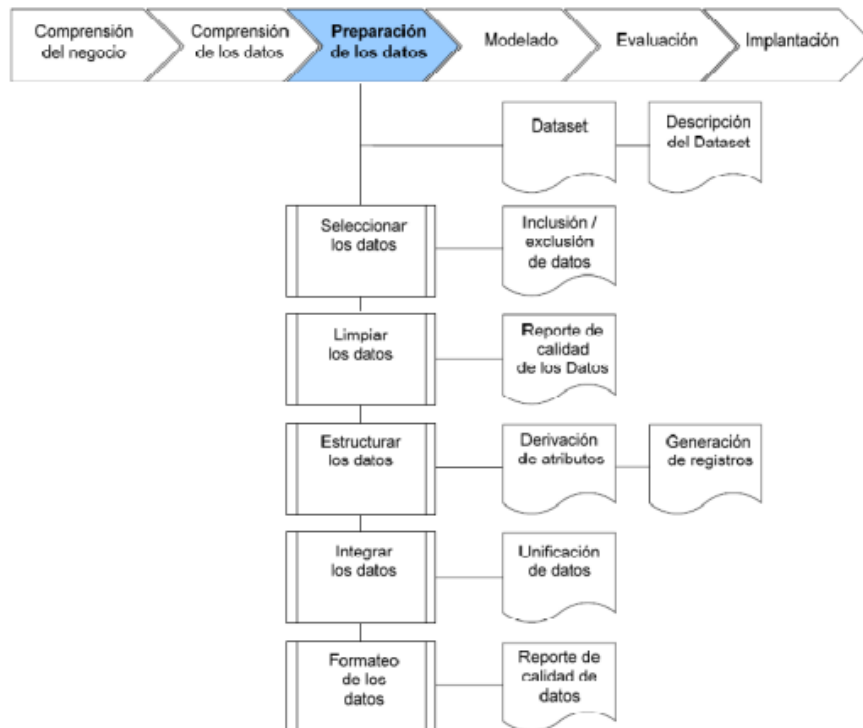 Comprensión
del negocio
Comprensión
de los datos
Preparación
de los datos
Modelado
Evaluación
Implantación
Dataset
Descripción
del Dataset
Seleccionar
los datos
Inclusión /
exclusión
de datos
Limpiar
los datos
Reporte de
calidad
de los Datos
Estructurar
los datos
Derivación
de atributos
Generación
de registros
Integrar
los datos
Unificación
de datos
Formateo
de los
datos
Reporte de
calidad de
datos